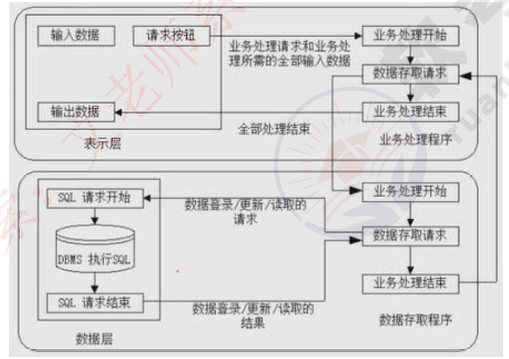 输入数据
请求按钮
业务处理请求和业务处
理所需的全部输入数据
业务处理开始
数据存取请求
输出数据
全部处理结束
业务处理结束
表示层
业务处理程序
SQL 请求开始
数据登录/更新/读取的
请求
业务处理开始
DBMS 执行SQL
数据存取请求
SQL 请求结束
数据登录/更新/读取的
结果
业务处理结束
数据层
数据存取程序